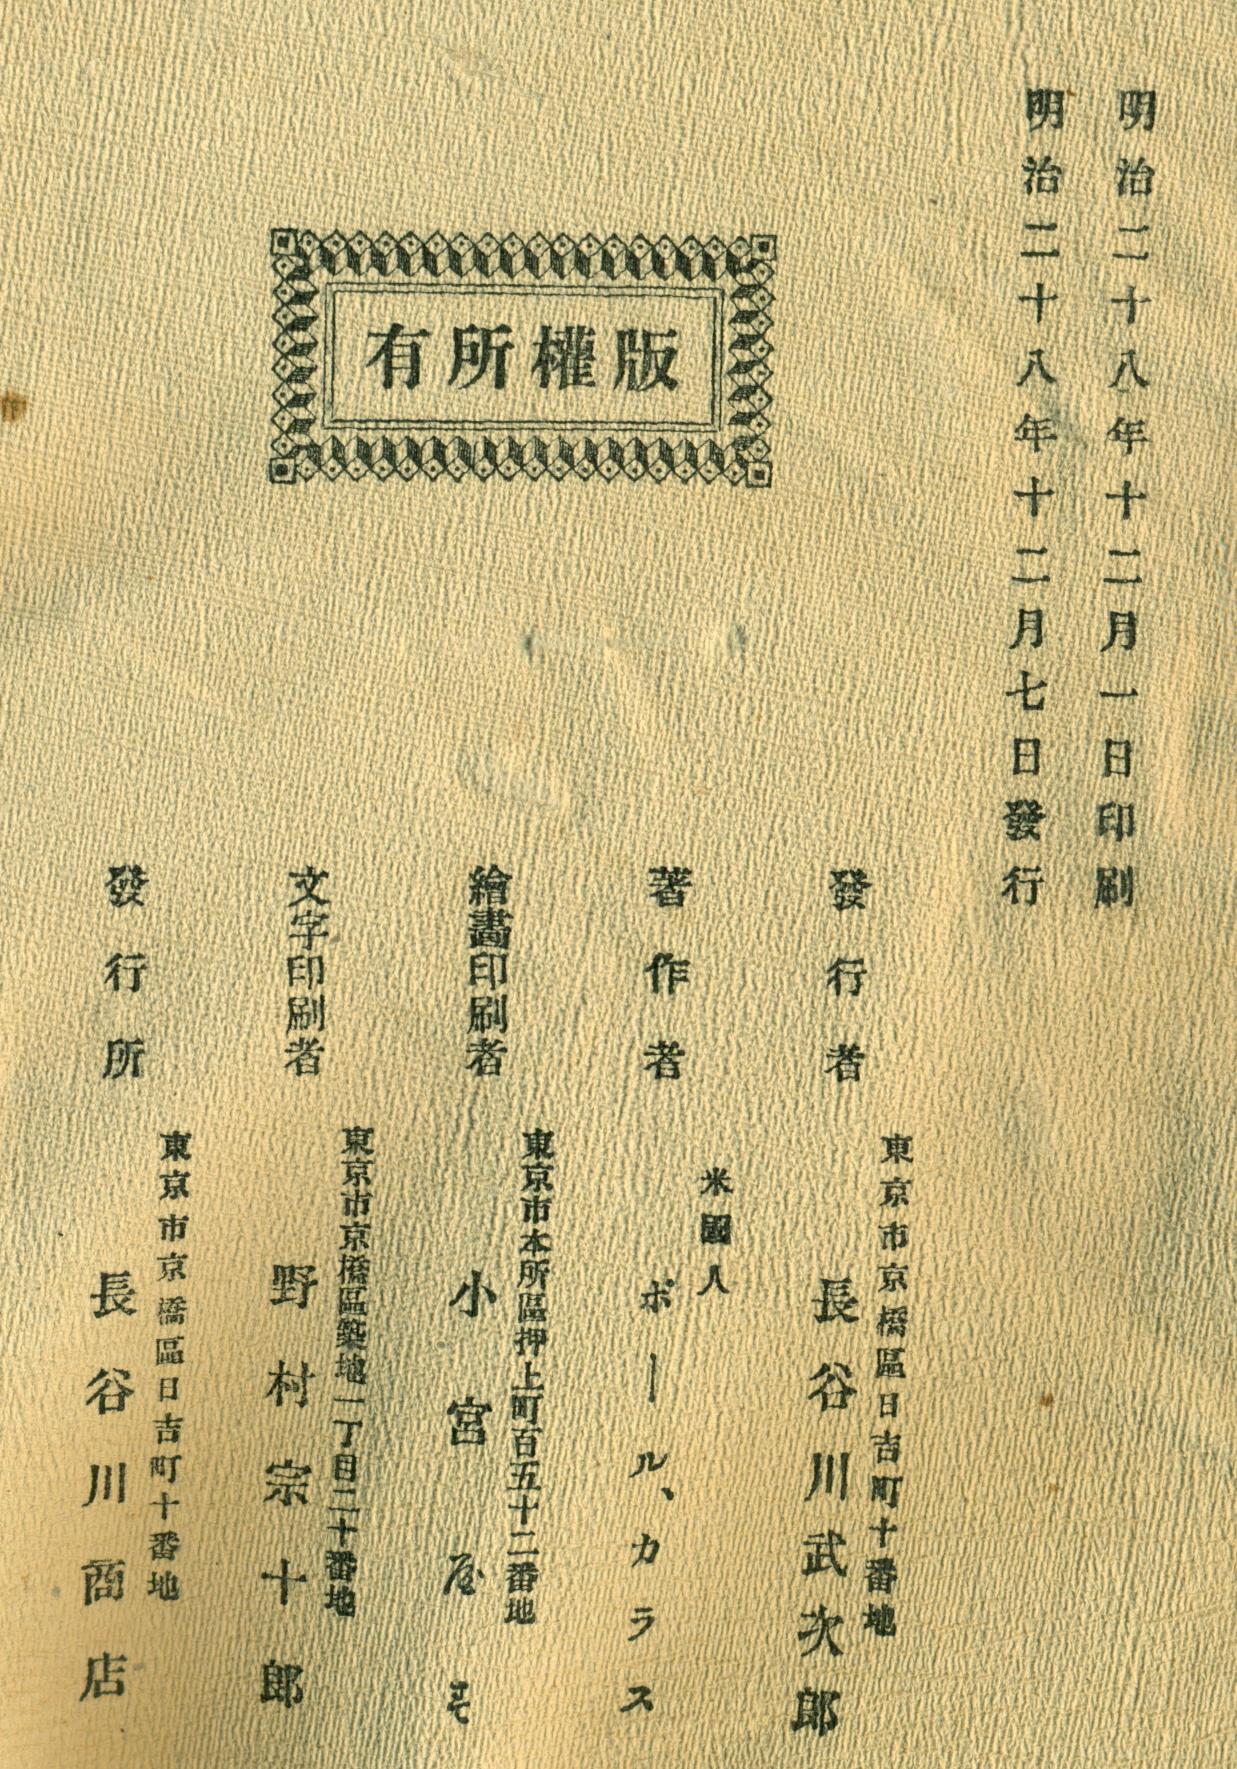 明治二十八年十二月一日印刷
明治二十八年十二月七日發行
版權所有
發行者
東京市京橋區日吉町十番地
長谷川武次郎
著作者
米國人
ポール、カラス
繪畫印刷者
東京市本所區押上町百五十二番地
小宮屋壽
文字印刷者
東京市京橋區築地一丁目二十番地
野村宗十郎
發行所
東京市京橋區日吉町十番地
長谷川商店